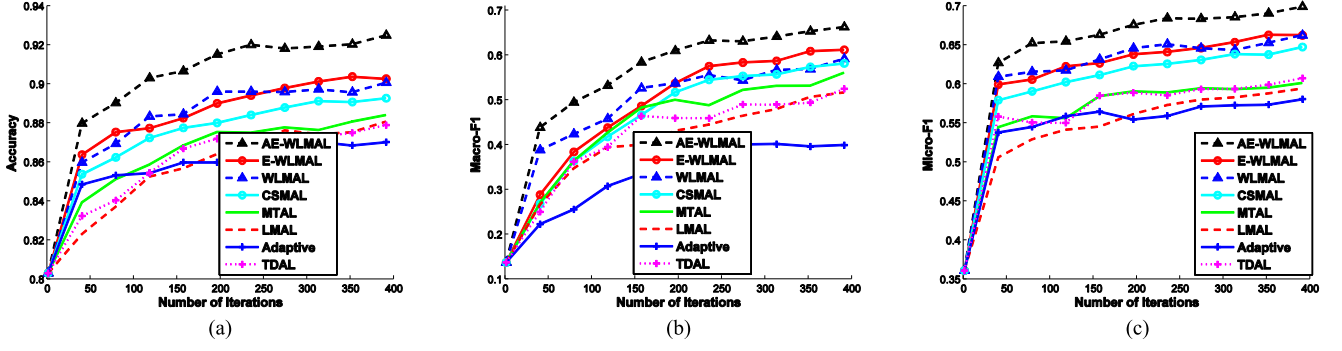 0.94
0.92
0.9
0.88
0.86
0.84
0.82
0.8
Accuracy
0 50 100 150 200 250 300 350 400
Number of Iterations
AE-WLMAL
E-WLMAL
WLMAL
CSMAL
MTAL
LMAL
Adaptive
TDAL
(a)
0.7
0.6
0.5
0.4
0.3
0.2
0.1
Macro-F1
0 50 100 150 200 250 300 350 400
Number of Iterations
AE-WLMAL
E-WLMAL
WLMAL
CSMAL
MTAL
LMAL
Adaptive
TDAL
(b)
0.7
0.65
0.6
0.55
0.5
0.45
0.4
0.35
Micro-F1
0 50 100 150 200 250 300 350 400
Number of Iterations
AE-WLMAL
E-WLMAL
WLMAL
CSMAL
MTAL
LMAL
Adaptive
TDAL
(c)